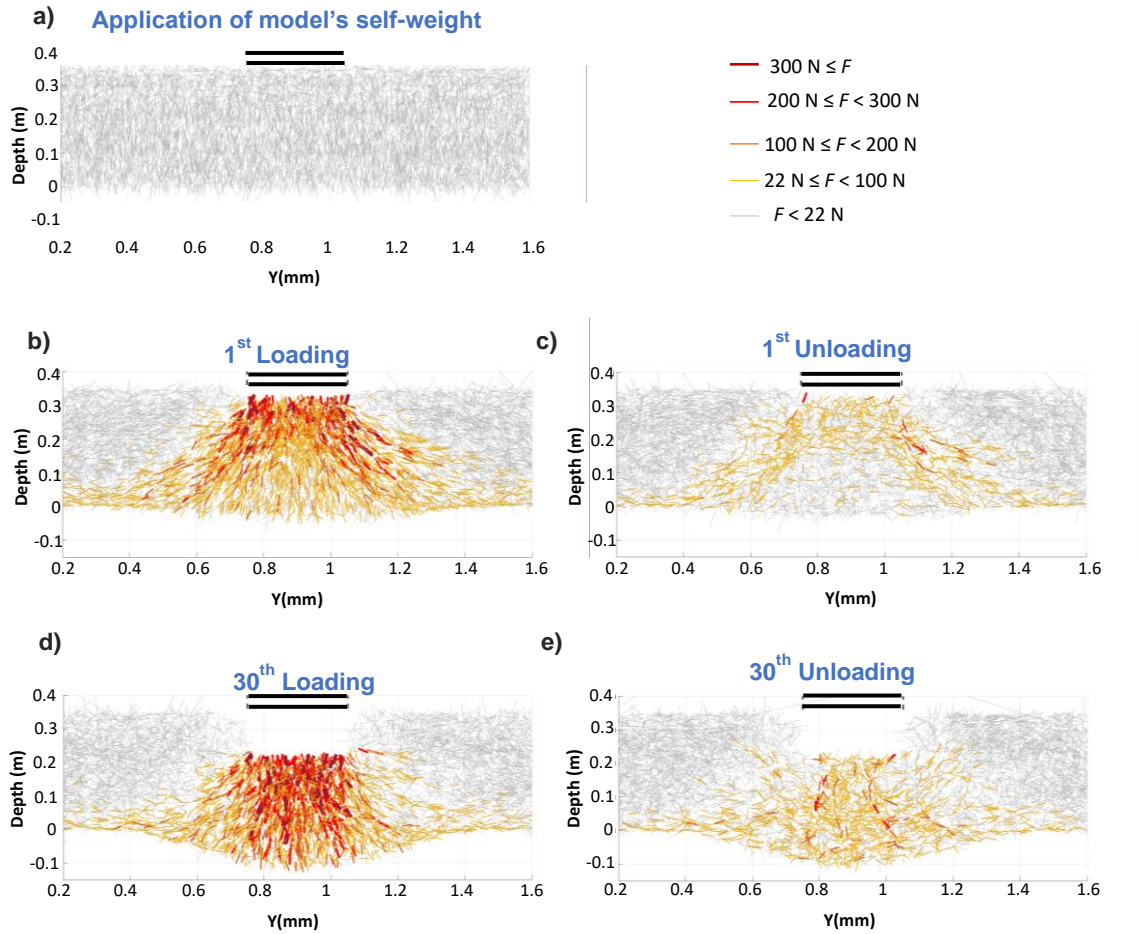 a) Application of model's self-weight
0.4
0.3
0.2
0.1
0
-0.1
Depth (m)
0.2 0.4 0.6 0.8 1 1.2 1.4 1.6
Y(mm)
300 N ≤ F
200 N ≤ F < 300 N
100 N ≤ F < 200 N
22 N ≤ F < 100 N
F < 22 N
b) 1st Loading
0.4
0.3
0.2
0.1
0
-0.1
Depth (m)
0.2 0.4 0.6 0.8 1 1.2 1.4 1.6
Y(mm)
c) 1st Unloading
0.4
0.3
0.2
0.1
0
-0.1
Depth (m)
0.2 0.4 0.6 0.8 1 1.2 1.4 1.6
Y(mm)
d) 30th Loading
0.4
0.3
0.2
0.1
0
-0.1
Depth (m)
0.2 0.4 0.6 0.8 1 1.2 1.4 1.6
Y(mm)
e) 30th Unloading
0.4
0.3
0.2
0.1
0
-0.1
Depth (m)
0.2 0.4 0.6 0.8 1 1.2 1.4 1.6
Y(mm)